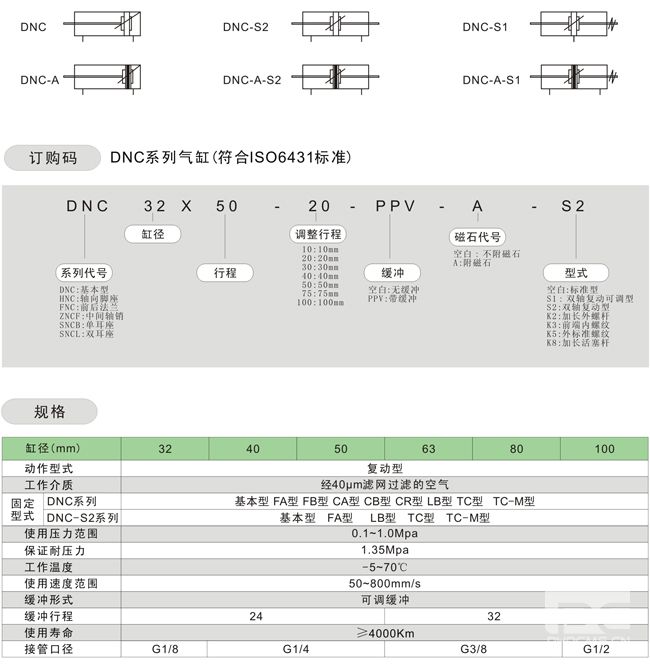 DNC DNC-S2 DNC-S1
DNC-A DNC-A-S2 DNC-A-S1
订购码 DNC系列气缸(符合ISO6431标准)
DNC 32 X 50 - 20 - PPV - A - S2
缸径 调整行程 磁石代号
10:10mm
20:20mm
30:30mm
40:40mm
50:50mm
75:75mm
100:100mm
空白:不附磁石
A:附磁石
系列代号 行程 缓冲 型式
DNC:基本型
HNC:轴向脚座
FNC:前后法兰
ZNCF:中间轴销
SNCB:单耳座
SNCL:双耳座
空白:无缓冲
PPV:带缓冲
空白:标准型
S1:双轴复动可调型
S2:双轴复动型
K2:加长外螺杆
K3:前端内螺纹
K5:外标准螺纹
K8:加长活塞杆
规格
缸径(mm) 32 40 50 63 80 100
动作型式 复动型
工作介质 经40μm滤网过滤的空气
固定型式 DNC系列 基本型 FA型 FB型 CA型 CB型 CR型 LB型 TC型 TC-M型
DNC-S2系列 基本型 FA型 LB型 TC型 TC-M型
使用压力范围 0.1~1.0Mpa
保证耐压力 1.35Mpa
工作温度 -5~70℃
使用速度范围 50~800mm/s
缓冲形式 可调缓冲
缓冲行程 24 32
使用寿命 ≥4000Km
接管口径 G1/8 G1/4 G3/8 G1/2